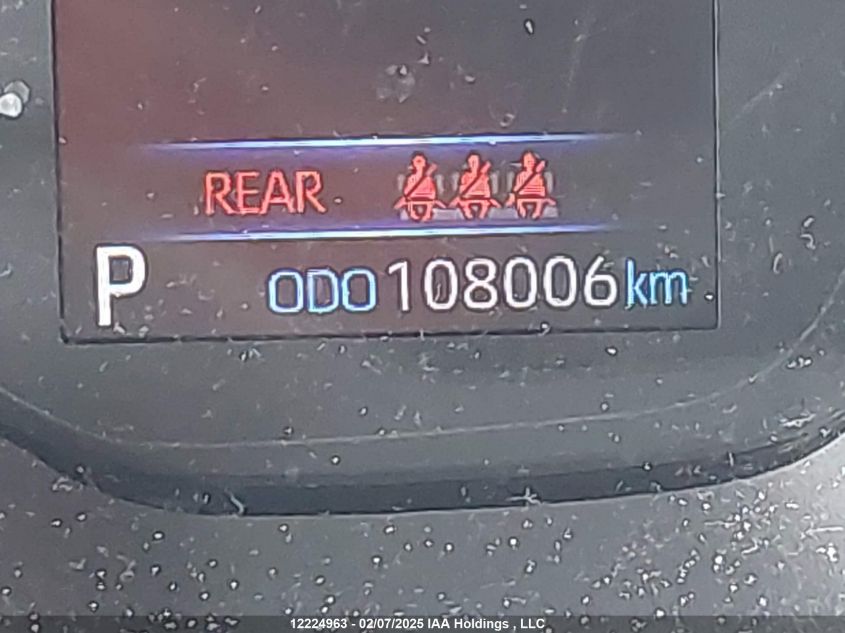 REAR
P ODO 108006 km
12224963 - 02/07/2025 IAA Holdings , LLC